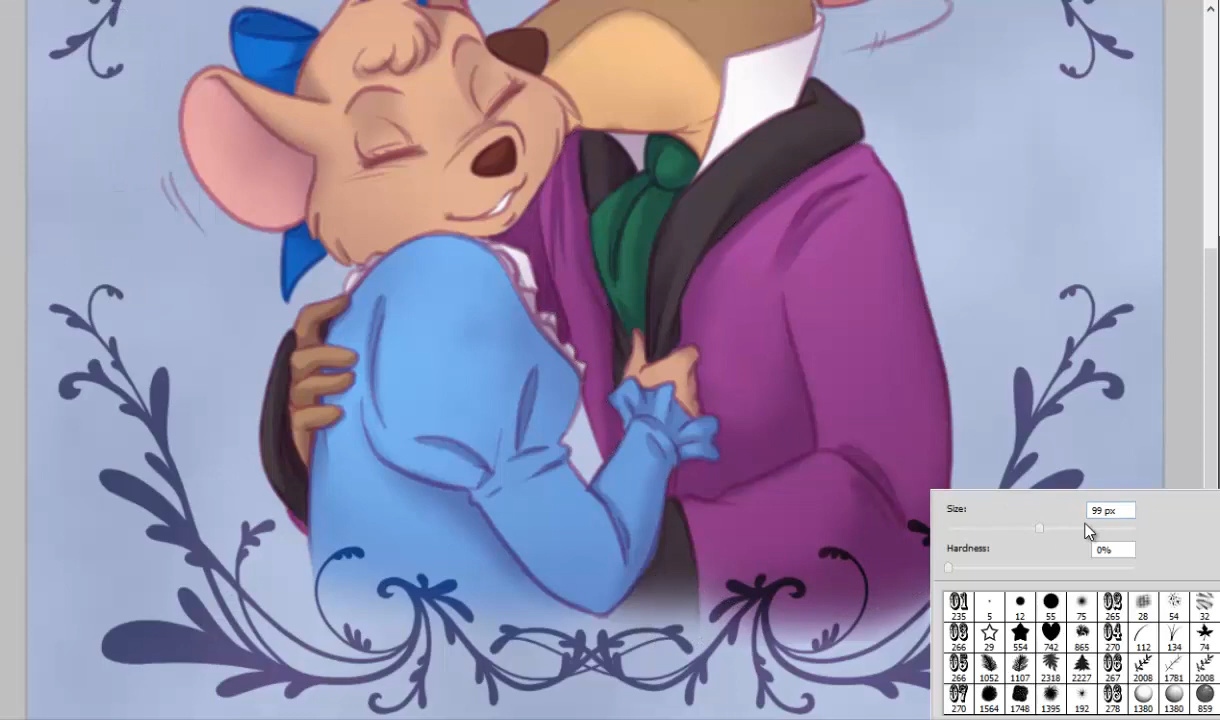 Size: 99 px
Hardness: 0%
01 02
235 5 12 55 75 265 28 54 32
03 04
266 29 554 742 865 270 112 134 74
05 06
266 1052 1107 2318 2227 267 2008 1781 2008
07 08
270 1564 1748 1395 192 278 1380 1380 859